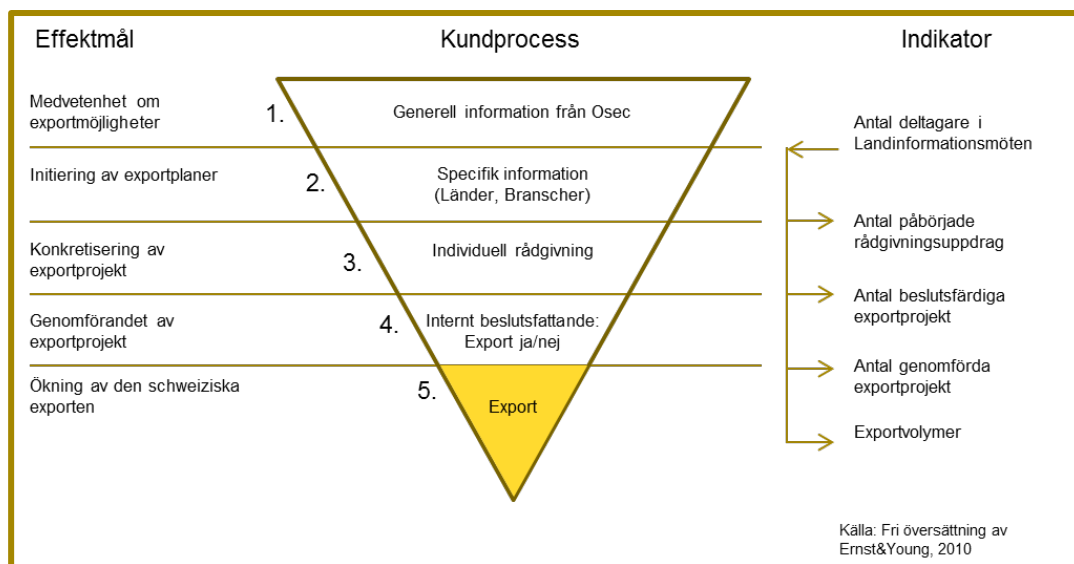 Effektmål
Kundprocess
Indikator
Medvetenhet om
exportmöjligheter
1.
Generell information från Osec
Antal deltagare i
Landinformationsmöten
Initiering av exportplaner
2.
Specifik information
(Länder, Branscher)
Antal påbörjade
rådgivningsuppdrag
Konkretisering av
exportprojekt
3.
Individuell rådgivning
Antal beslutsfärdiga
exportprojekt
Genomförandet av
exportprojekt
4.
Internt beslutsfattande:
Export ja/nej
Antal genomförda
exportprojekt
Ökning av den schweiziska
exporten
5.
Export
Exportvolymer
Källa: Fri översättning av
Ernst&Young, 2010